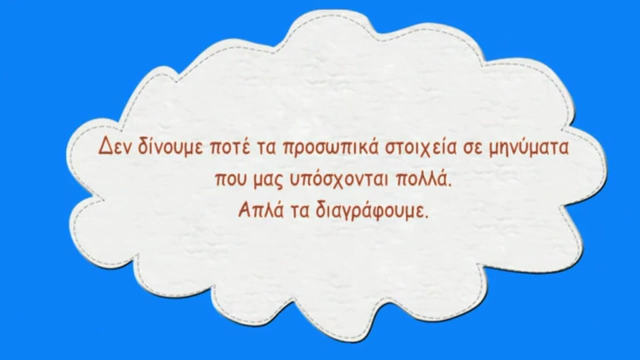 Δεν δίνουμε ποτέ τα προσωπικά στοιχεία σε μηνύματα
που μας υπόσχονται πολλά.
Απλά τα διαγράφουμε.